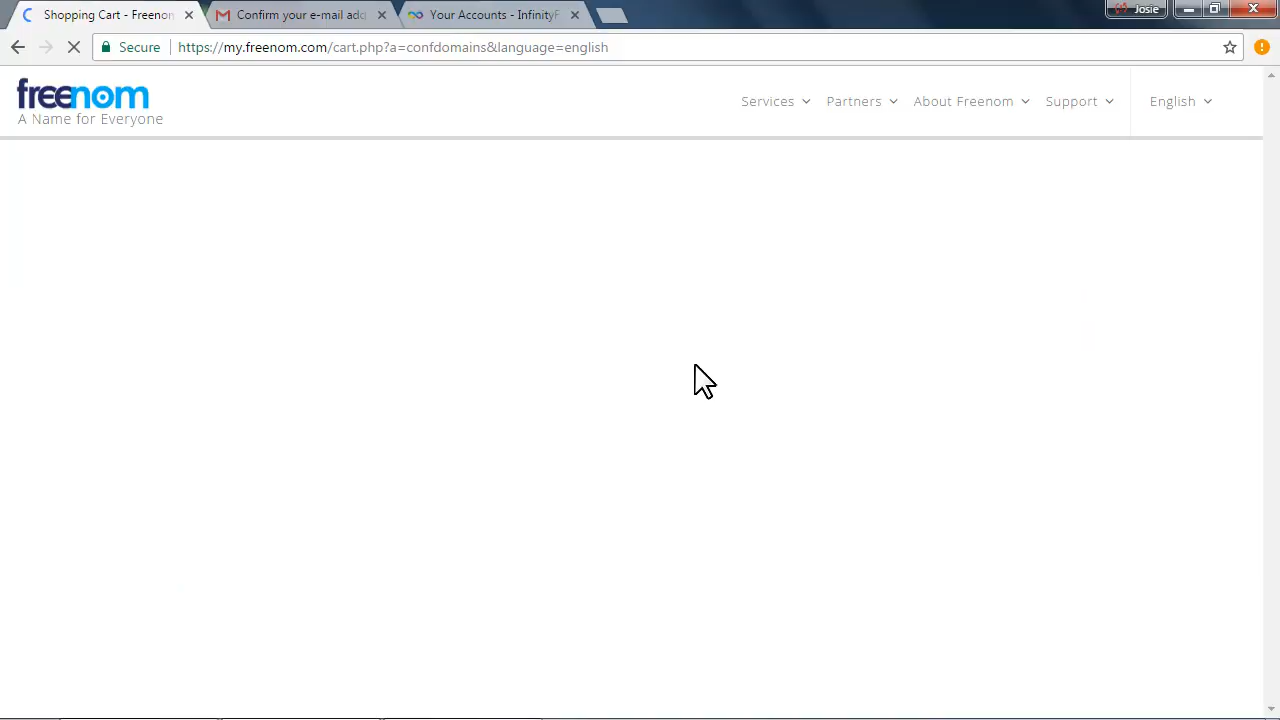 Shopping Cart - Freenom
Confirm your e-mail add
Your Accounts - InfinityF
Josie
Secure
https://my.freenom.com/cart.php?a=confdomains&language=english
freenom
A Name for Everyone
Services
Partners
About Freenom
Support
English